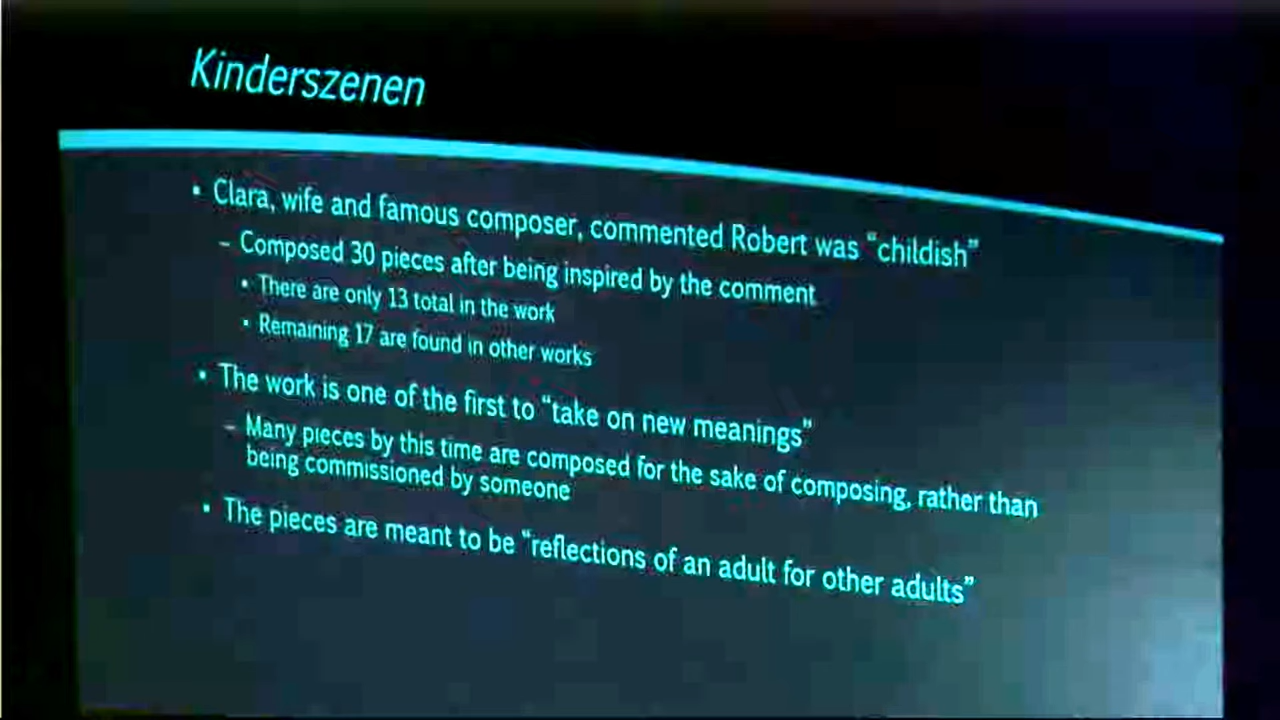 Kinderszenen
▪ Clara, wife and famous composer, commented Robert was “childish”
– Composed 30 pieces after being inspired by the comment
▪ There are only 13 total in the work
▪ Remaining 17 are found in other works
▪ The work is one of the first to “take on new meanings”
– Many pieces by this time are composed for the sake of composing, rather than
being commissioned by someone
▪ The pieces are meant to be “reflections of an adult for other adults”